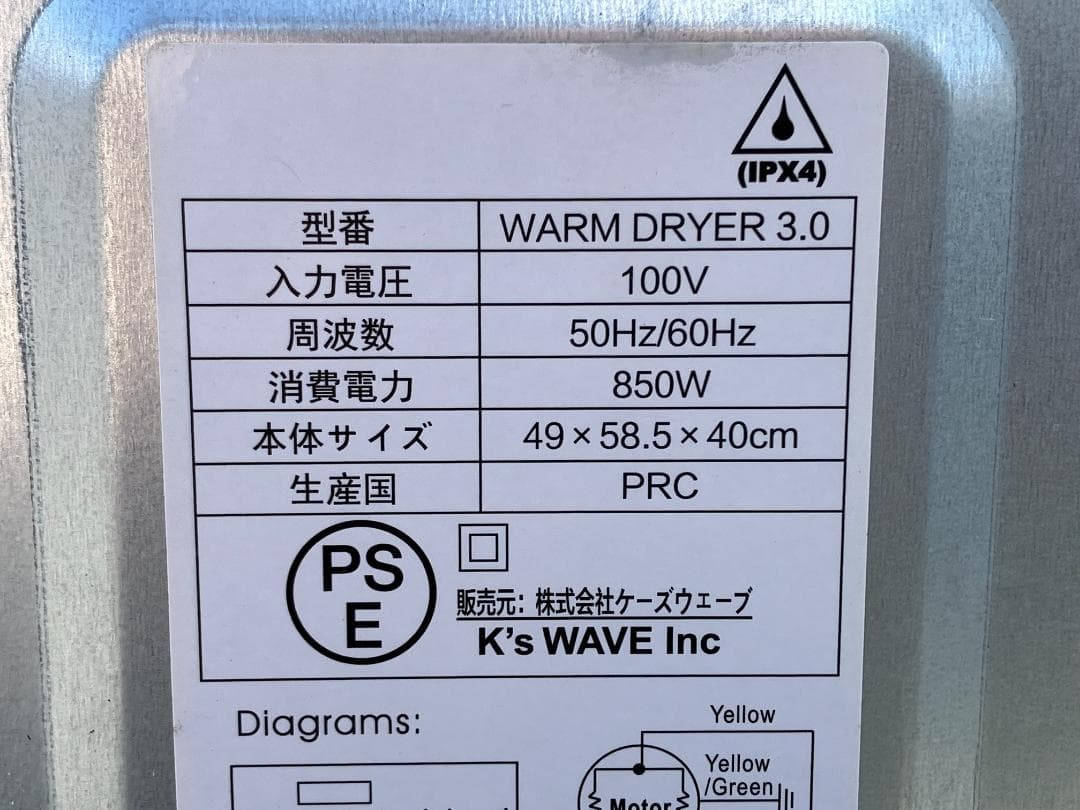 (IPX4)
型番 WARM DRYER 3.0
入力電圧 100V
周波数 50Hz/60Hz
消費電力 850W
本体サイズ 49×58.5×40cm
生産国 PRC
PS
E
販売元：株式会社ケーズウェーブ
K's WAVE Inc
Diagrams:
Yellow
Yellow
/Green
Motor